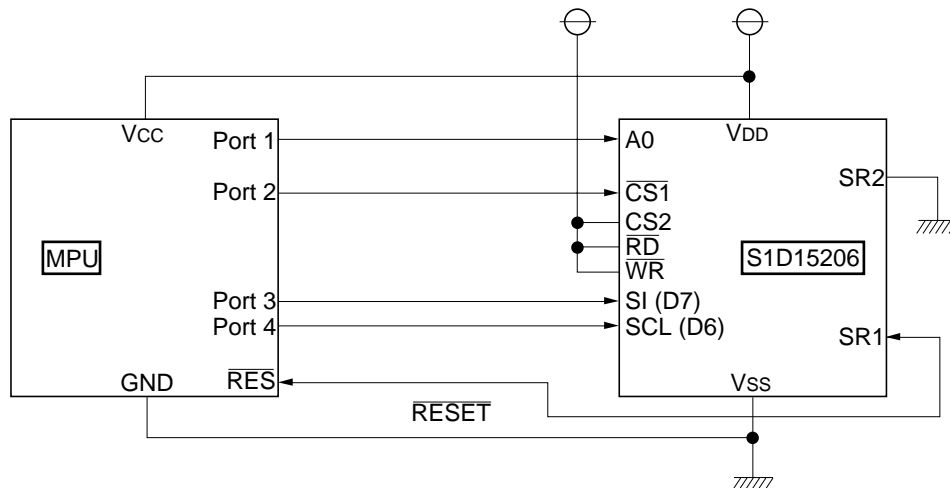 VCC
VDD
Port 1
A0
SR2
Port 2
CS1
CS2
RD
MPU
S1D15206
WR
Port 3
SI (D7)
Port 4
SCL (D6)
SR1
GND
RES
VSS
RESET